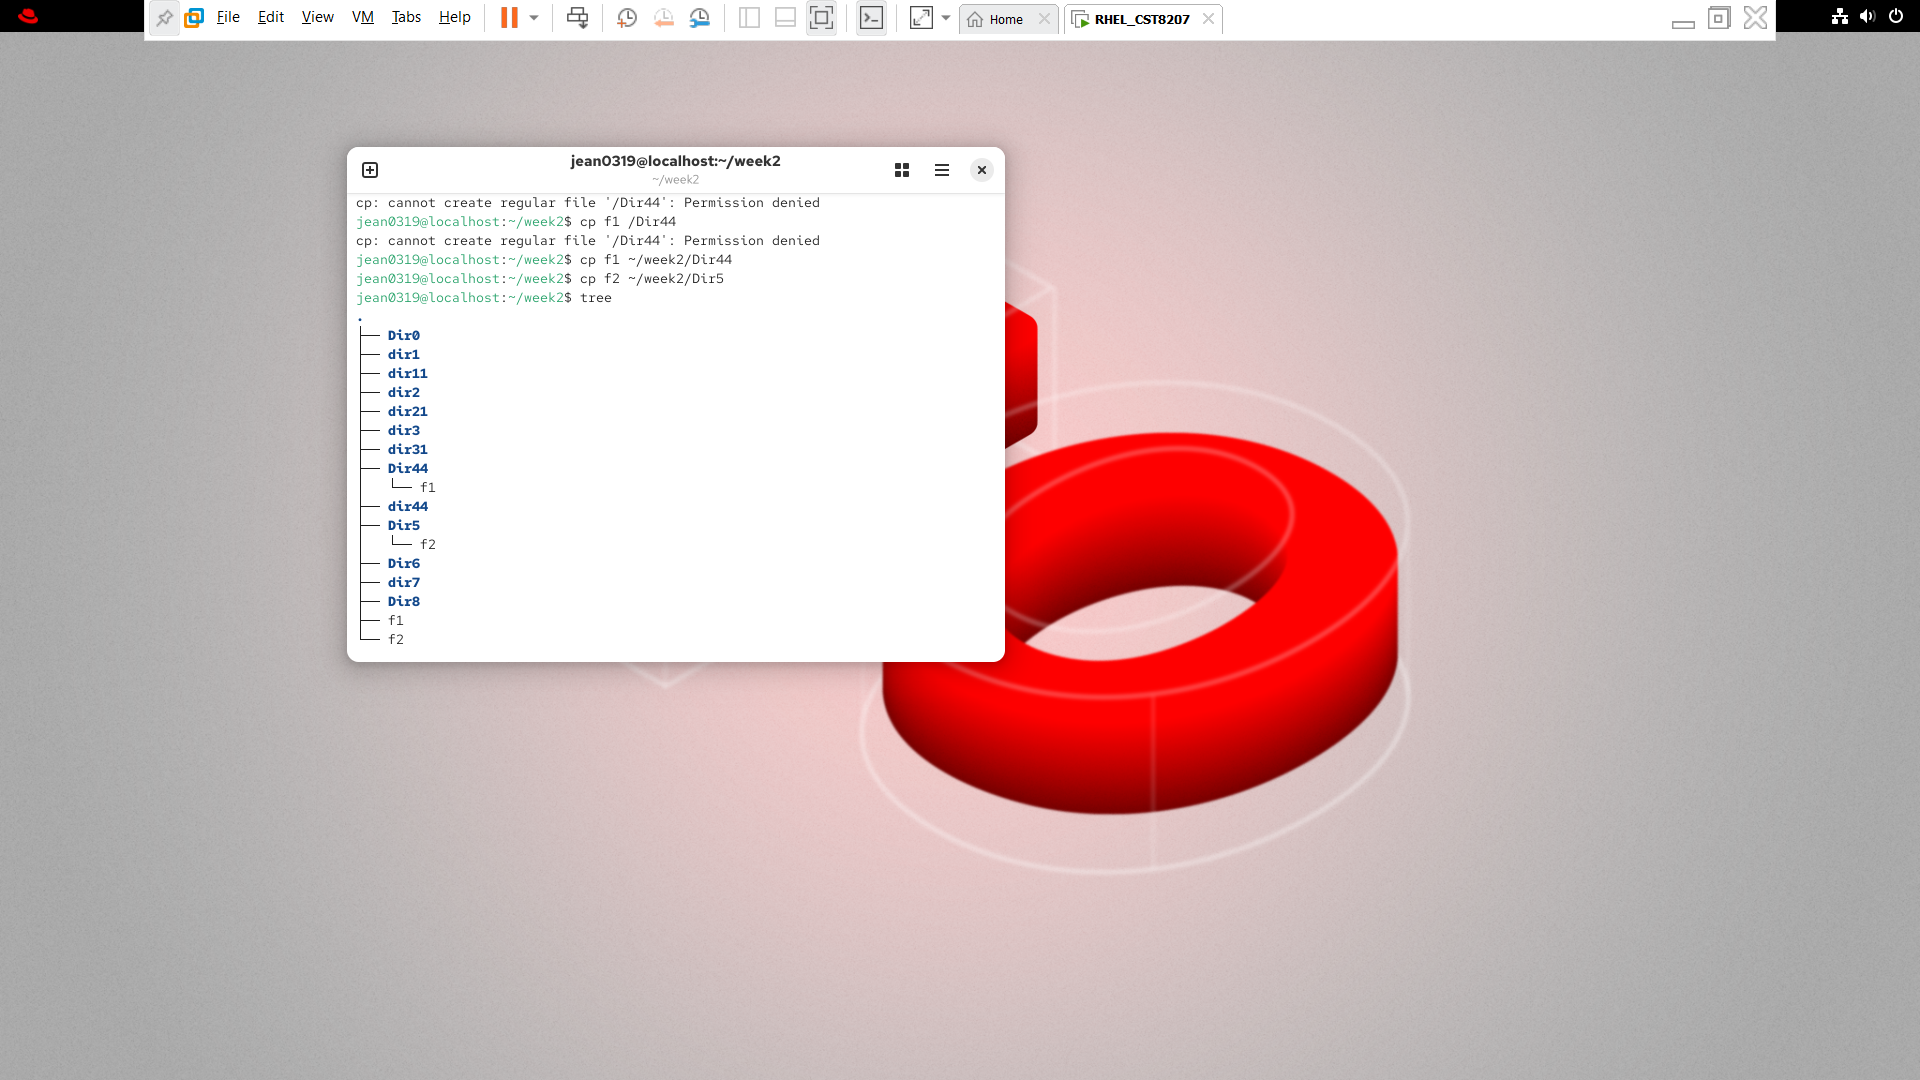 File Edit View VM Tabs Help Home RHEL_CST8207
jean0319@localhost:~/week2
~/week2
cp: cannot create regular file '/Dir44': Permission denied
jean0319@localhost:~/week2$ cp f1 /Dir44
cp: cannot create regular file '/Dir44': Permission denied
jean0319@localhost:~/week2$ cp f1 ~/week2/Dir44
jean0319@localhost:~/week2$ cp f2 ~/week2/Dir5
jean0319@localhost:~/week2$ tree
.
├── Dir0
├── dir1
├── dir11
├── dir2
├── dir21
├── dir3
├── dir31
├── Dir44
│   └── f1
├── dir44
├── Dir5
│   └── f2
├── Dir6
├── dir7
├── Dir8
├── f1
└── f2